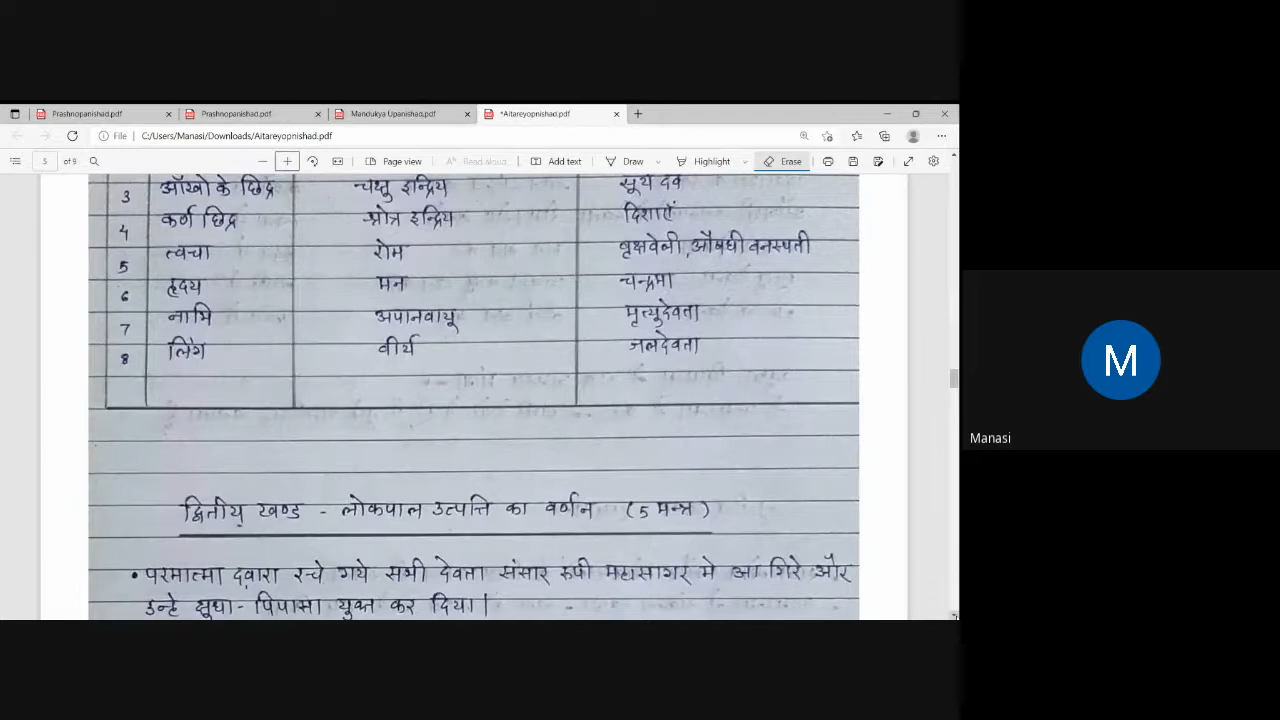 Prashnopanishad.pdf Prashnopanishad.pdf Mandukya Upanishad.pdf *Aitareyopnishad.pdf
File C:/Users/Manasi/Downloads/Aitareyopnishad.pdf
5 of 9 Page view Read aloud Add text Draw Highlight Erase
3 आँखो के छिद्र चक्षु इन्द्रिय सूर्य देव
4 कर्ण छिद्र श्रोत्र इन्द्रिय दिशाऐं
5 त्वचा रोम वृक्षवेली, औषधी वनस्पती
6 हृदय मन चन्द्रमा
7 नाभि अपानवायू मृत्युदेवता
8 लिंग वीर्य जलदेवता
द्वितीय खण्ड - लोकपाल उत्पत्ति का वर्णन (5 मन्त्र)
• परमात्मा द्वारा रचे गये सभी देवता संसार रुपी महासागर मे आ गिरे और
उन्हे क्षूधा - पिपासा युक्त कर दिया |
M
Manasi